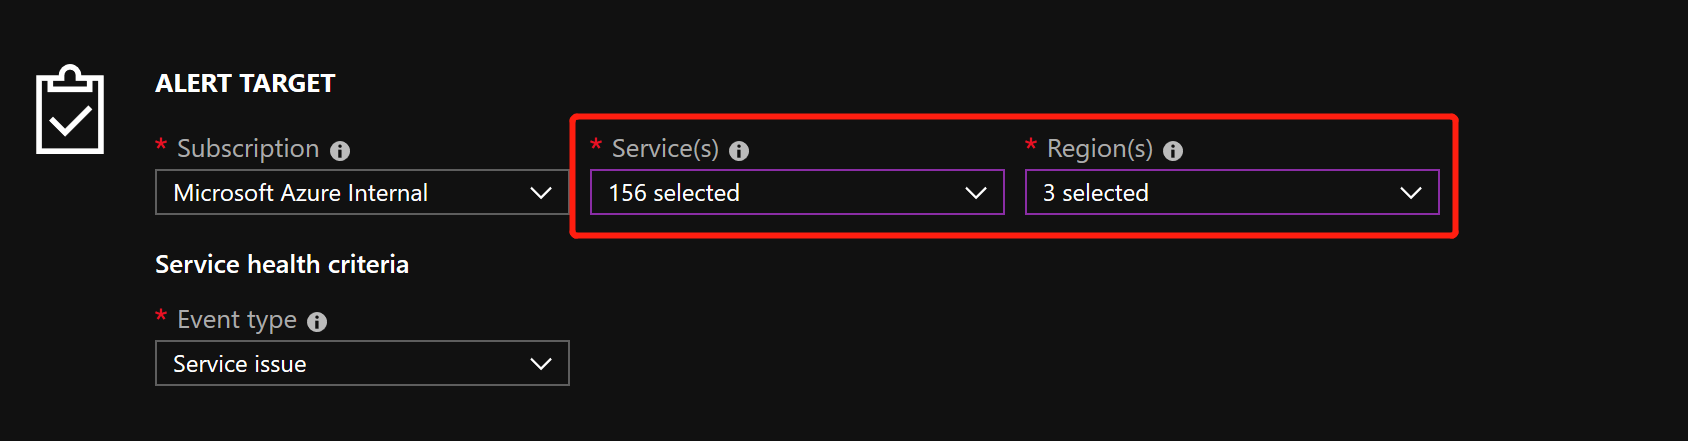 ALERT TARGET
* Subscription
* Service(s)
* Region(s)
Microsoft Azure Internal
156 selected
3 selected
Service health criteria
* Event type
Service issue